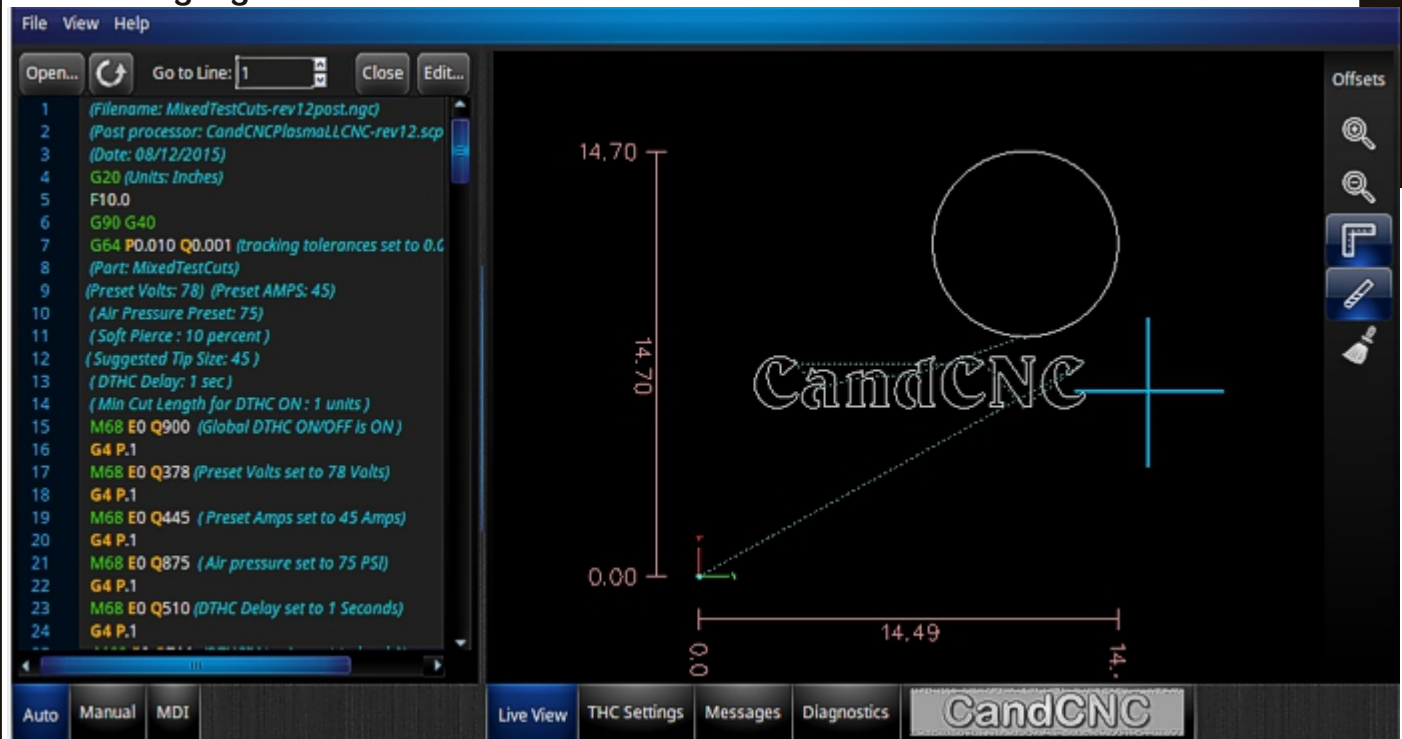 File View Help
Open... Go to Line: 1 Close Edit...
1 (Filename: MixedTestCuts-rev12post.ngc)
2 (Post processor: CandCNCPlasmaLLCNC-rev12.scp
3 (Date: 08/12/2015)
4 G20 (Units: Inches)
5 F10.0
6 G90 G40
7 G64 P0.010 Q0.001 (tracking tolerances set to 0.0
8 (Part: MixedTestCuts)
9 (Preset Volts: 78) (Preset AMPS: 45)
10 ( Air Pressure Preset: 75)
11 ( Soft Pierce : 10 percent )
12 ( Suggested Tip Size: 45 )
13 ( DTHC Delay: 1 sec )
14 ( Min Cut Length for DTHC ON : 1 units )
15 M68 E0 Q900 (Global DTHC ON/OFF is ON )
16 G4 P.1
17 M68 E0 Q378 (Preset Volts set to 78 Volts)
18 G4 P.1
19 M68 E0 Q445 ( Preset Amps set to 45 Amps)
20 G4 P.1
21 M68 E0 Q875 ( Air pressure set to 75 PSI)
22 G4 P.1
23 M68 E0 Q510 (DTHC Delay set to 1 Seconds)
24 G4 P.1
Auto Manual MDI
14.70
14.70
CandCNC
0.00
14.49
0.0
14.
Offsets
Live View THC Settings Messages Diagnostics CandCNC